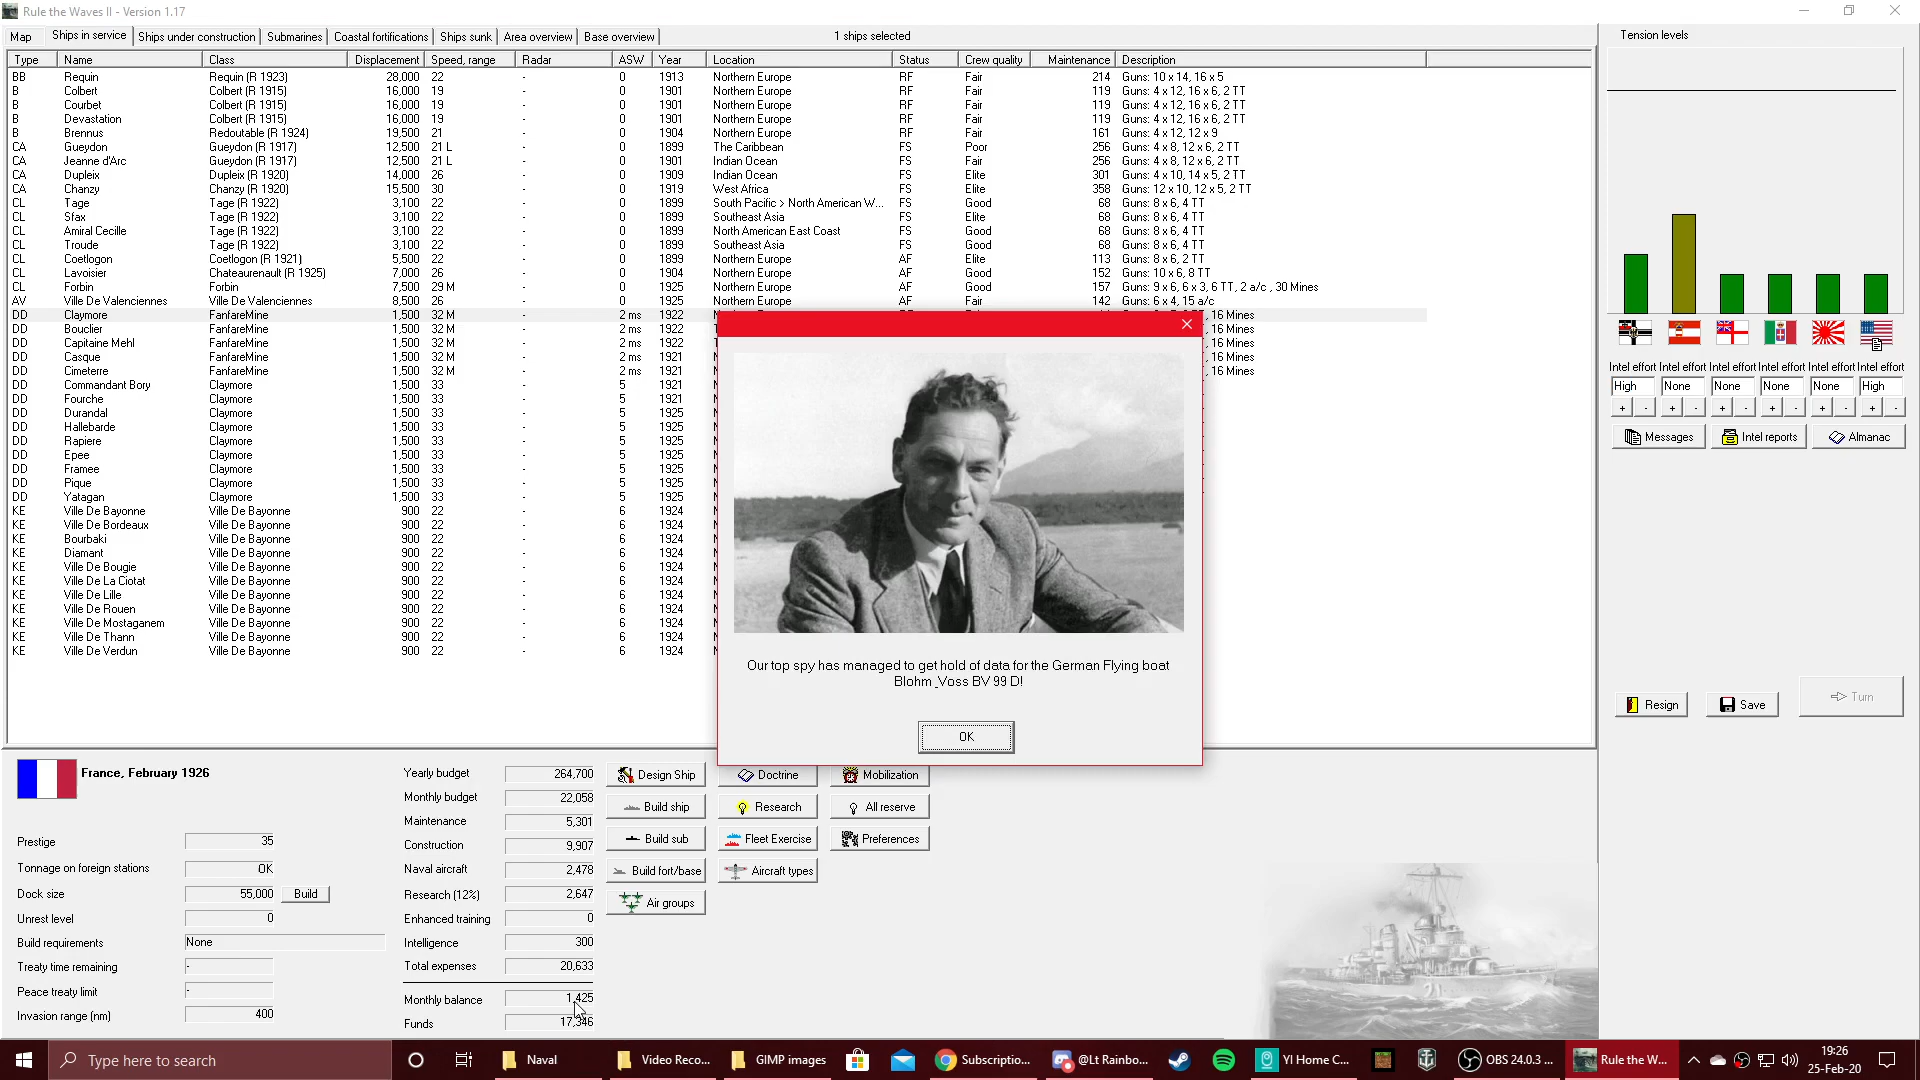 Rule the Waves II - Version 1.17
Map Ships in service Ships under construction Submarines Coastal fortifications Ships sunk Area overview Base overview 1 ships selected Tension levels
Type Name Class Displacement Speed, range Radar ASW Year Location Status Crew quality Maintenance Description
BB Requin Requin (R 1923) 28,000 22 - 0 1913 Northern Europe RF Fair 214 Guns: 10 x 14, 16 x 5
B Colbert Colbert (R 1915) 16,000 19 - 0 1901 Northern Europe RF Fair 119 Guns: 4 x 12, 16 x 6, 2 TT
B Courbet Colbert (R 1915) 16,000 19 - 0 1901 Northern Europe RF Fair 119 Guns: 4 x 12, 16 x 6, 2 TT
B Devastation Colbert (R 1915) 16,000 19 - 0 1901 Northern Europe RF Fair 119 Guns: 4 x 12, 16 x 6, 2 TT
B Brennus Redoutable (R 1924) 19,500 21 - 0 1904 Northern Europe RF Fair 161 Guns: 4 x 12, 12 x 9
CA Gueydon Gueydon (R 1917) 12,500 21 L - 0 1899 The Caribbean FS Poor 256 Guns: 4 x 8, 12 x 6, 2 TT
CA Jeanne d'Arc Gueydon (R 1917) 12,500 21 L - 0 1901 Indian Ocean FS Fair 256 Guns: 4 x 8, 12 x 6, 2 TT
CA Dupleix Dupleix (R 1920) 14,000 26 - 0 1909 Indian Ocean FS Elite 301 Guns: 4 x 10, 14 x 5, 2 TT
CA Chanzy Chanzy (R 1920) 15,500 30 - 0 1919 West Africa FS Elite 358 Guns: 12 x 10, 12 x 5, 2 TT
CL Tage Tage (R 1922) 3,100 22 - 0 1899 South Pacific > North American W... FS Good 68 Guns: 8 x 6, 4 TT
CL Sfax Tage (R 1922) 3,100 22 - 0 1899 Southeast Asia FS Elite 68 Guns: 8 x 6, 4 TT
CL Amiral Cecille Tage (R 1922) 3,100 22 - 0 1899 North American East Coast FS Good 68 Guns: 8 x 6, 4 TT
CL Troude Tage (R 1922) 3,100 22 - 0 1899 Southeast Asia FS Good 68 Guns: 8 x 6, 4 TT
CL Coetlogon Coetlogon (R 1921) 5,500 22 - 0 1899 Northern Europe AF Elite 113 Guns: 8 x 6, 2 TT
CL Lavoisier Chateaurenault (R 1925) 7,000 26 - 0 1904 Northern Europe AF Good 152 Guns: 10 x 6, 8 TT
CL Forbin Forbin 7,500 29 M - 0 1925 Northern Europe AF Good 157 Guns: 9 x 6, 6 x 3, 6 TT, 2 a/c , 30 Mines
AV Ville De Valenciennes Ville De Valenciennes 8,500 26 - 0 1925 Northern Europe AF Fair 142 Guns: 6 x 4, 15 a/c
DD Claymore FanfareMine 1,500 32 M - 2 ms 1922 , 16 Mines
DD Bouclier FanfareMine 1,500 32 M - 2 ms 1922 , 16 Mines
DD Capitaine Mehl FanfareMine 1,500 32 M - 2 ms 1922 , 16 Mines
DD Casque FanfareMine 1,500 32 M - 2 ms 1921 , 16 Mines
DD Cimeterre FanfareMine 1,500 32 M - 2 ms 1921 , 16 Mines
DD Commandant Bory Claymore 1,500 33 - 5 1921
DD Fourche Claymore 1,500 33 - 5 1921
DD Durandal Claymore 1,500 33 - 5 1925
DD Hallebarde Claymore 1,500 33 - 5 1925
DD Rapiere Claymore 1,500 33 - 5 1925
DD Epee Claymore 1,500 33 - 5 1925
DD Framee Claymore 1,500 33 - 5 1925
DD Pique Claymore 1,500 33 - 5 1925
DD Yatagan Claymore 1,500 33 - 5 1925
KE Ville De Bayonne Ville De Bayonne 900 22 - 6 1924
KE Ville De Bordeaux Ville De Bayonne 900 22 - 6 1924
KE Bourbaki Ville De Bayonne 900 22 - 6 1924
KE Diamant Ville De Bayonne 900 22 - 6 1924
KE Ville De Bougie Ville De Bayonne 900 22 - 6 1924
KE Ville De La Ciotat Ville De Bayonne 900 22 - 6 1924
KE Ville De Lille Ville De Bayonne 900 22 - 6 1924
KE Ville De Rouen Ville De Bayonne 900 22 - 6 1924
KE Ville De Mostaganem Ville De Bayonne 900 22 - 6 1924
KE Ville De Thann Ville De Bayonne 900 22 - 6 1924
KE Ville De Verdun Ville De Bayonne 900 22 - 6 1924
Our top spy has managed to get hold of data for the German Flying boat
Blohm _Voss BV 99 D!
OK
Intel effort Intel effort Intel effort Intel effort Intel effort Intel effort
High None None None None High
+ - + - + - + - + - + -
Messages Intel reports Almanac
Resign Save Turn
France, February 1926
Prestige 35
Tonnage on foreign stations OK
Dock size 55,000 Build
Unrest level 0
Build requirements None
Treaty time remaining -
Peace treaty limit -
Invasion range (nm) 400
Yearly budget 264,700
Monthly budget 22,058
Maintenance 5,301
Construction 9,907
Naval aircraft 2,478
Research (12%) 2,647
Enhanced training 0
Intelligence 300
Total expenses 20,633
Monthly balance 1,425
Funds 17,346
Design Ship Doctrine Mobilization
Build ship Research All reserve
Build sub Fleet Exercise Preferences
Build fort/base Aircraft types
Air groups
Type here to search Naval Video Reco... GIMP images Subscriptio... @Lt Rainbo... YI Home C... OBS 24.0.3 ... Rule the W... 19:26
25-Feb-20